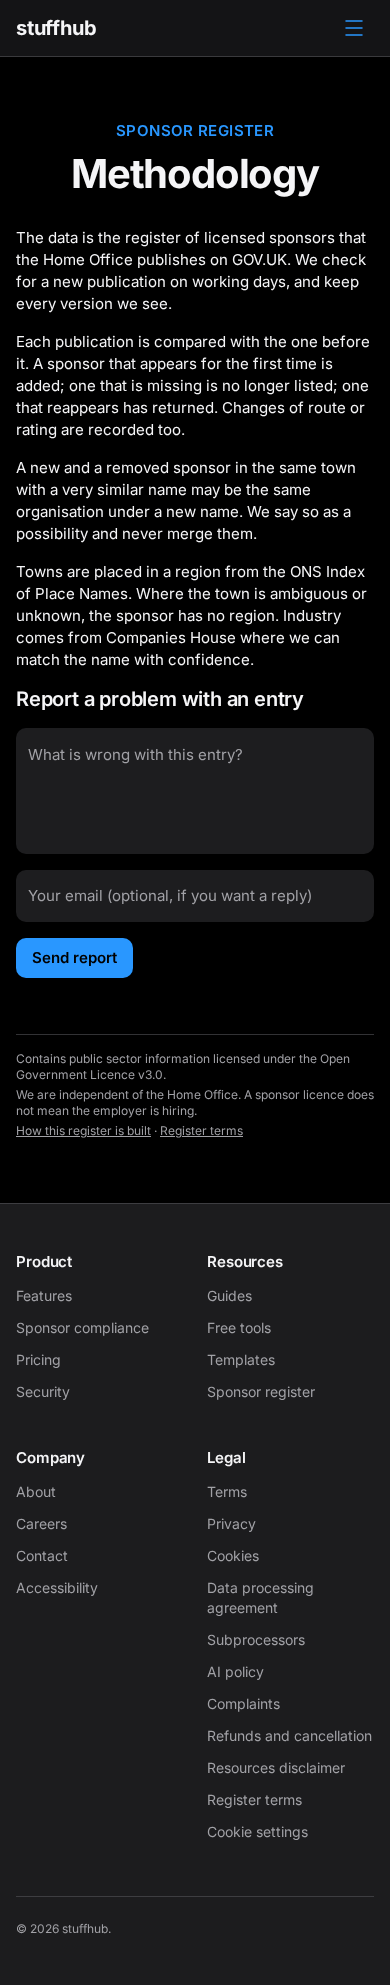 stuffhub
SPONSOR REGISTER
Methodology
The data is the register of licensed sponsors that
the Home Office publishes on GOV.UK. We check
for a new publication on working days, and keep
every version we see.
Each publication is compared with the one before
it. A sponsor that appears for the first time is
added; one that is missing is no longer listed; one
that reappears has returned. Changes of route or
rating are recorded too.
A new and a removed sponsor in the same town
with a very similar name may be the same
organisation under a new name. We say so as a
possibility and never merge them.
Towns are placed in a region from the ONS Index
of Place Names. Where the town is ambiguous or
unknown, the sponsor has no region. Industry
comes from Companies House where we can
match the name with confidence.
Report a problem with an entry
What is wrong with this entry?
Your email (optional, if you want a reply)
Send report
Contains public sector information licensed under the Open
Government Licence v3.0.
We are independent of the Home Office. A sponsor licence does
not mean the employer is hiring.
How this register is built · Register terms
Product
Features
Sponsor compliance
Pricing
Security
Resources
Guides
Free tools
Templates
Sponsor register
Company
About
Careers
Contact
Accessibility
Legal
Terms
Privacy
Cookies
Data processing
agreement
Subprocessors
AI policy
Complaints
Refunds and cancellation
Resources disclaimer
Register terms
Cookie settings
© 2026 stuffhub.